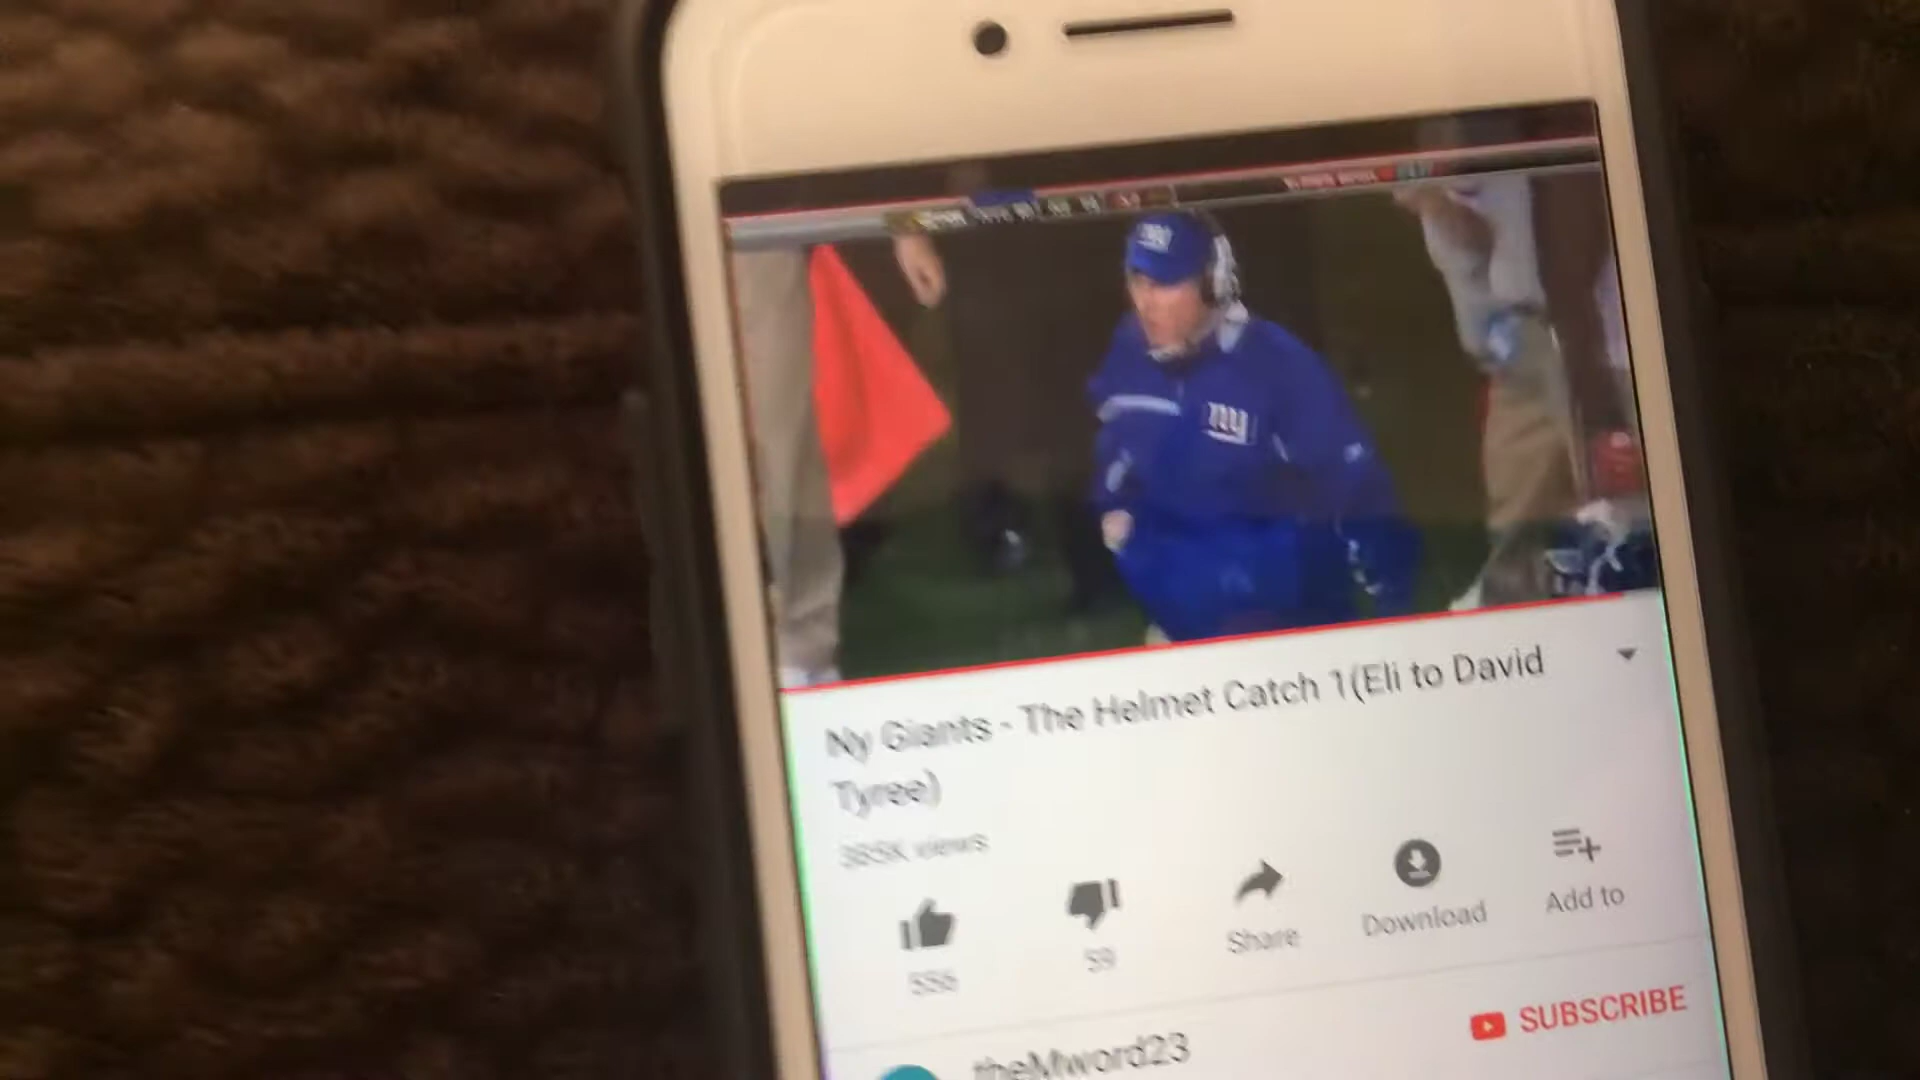 ny
Ny Giants - The Helmet Catch 1(Eli to David
Tyree)
385K views
556
59
Share
Download
Add to
SUBSCRIBE
theMword23